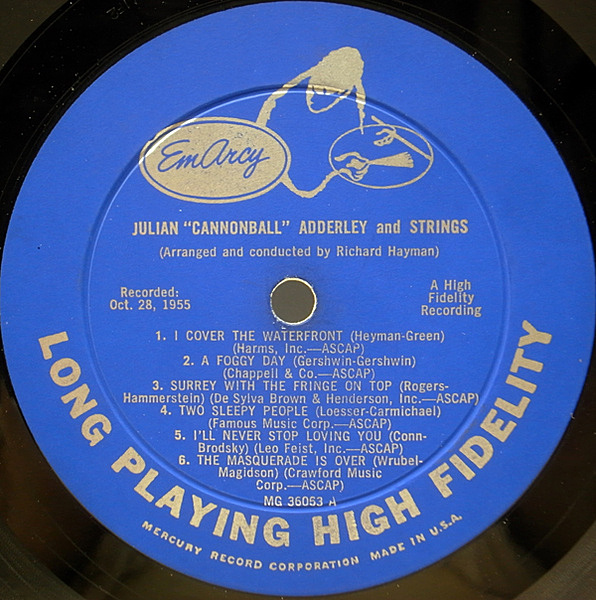 EmArcy
JULIAN "CANNONBALL" ADDERLEY and STRINGS
(Arranged and conducted by Richard Hayman)
Recorded:
Oct. 28, 1955
A High
Fidelity
Recording
1. I COVER THE WATERFRONT (Heyman-Green)
(Harms, Inc.—ASCAP)
2. A FOGGY DAY (Gershwin-Gershwin)
(Chappell & Co.—ASCAP)
3. SURREY WITH THE FRINGE ON TOP (Rogers-
Hammerstein) (De Sylva Brown & Henderson, Inc.—ASCAP)
4. TWO SLEEPY PEOPLE (Loesser-Carmichael)
(Famous Music Corp.—ASCAP)
5. I'LL NEVER STOP LOVING YOU (Conn-
Brodsky) (Leo Feist, Inc.—ASCAP)
6. THE MASQUERADE IS OVER (Wrubel-
Magidson) (Crawford Music
Corp.—ASCAP)
MG 36063 A
LONG PLAYING HIGH FIDELITY
MERCURY RECORD CORPORATION MADE IN U.S.A.